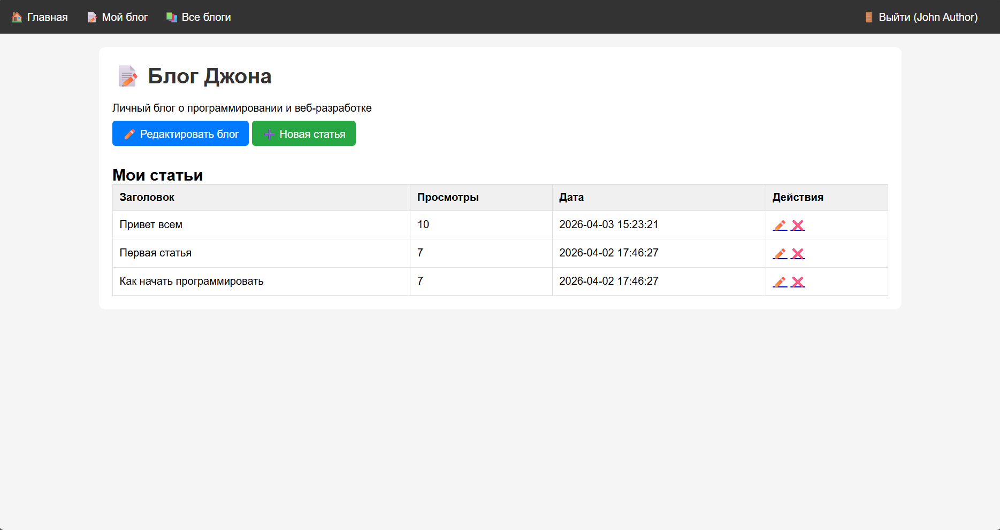 Главная Мой блог Все блоги Выйти (John Author)
Блог Джона
Личный блог о программировании и веб-разработке
Редактировать блог Новая статья
Мои статьи
Заголовок Просмотры Дата Действия
Привет всем 10 2026-04-03 15:23:21
Первая статья 7 2026-04-02 17:46:27
Как начать программировать 7 2026-04-02 17:46:27